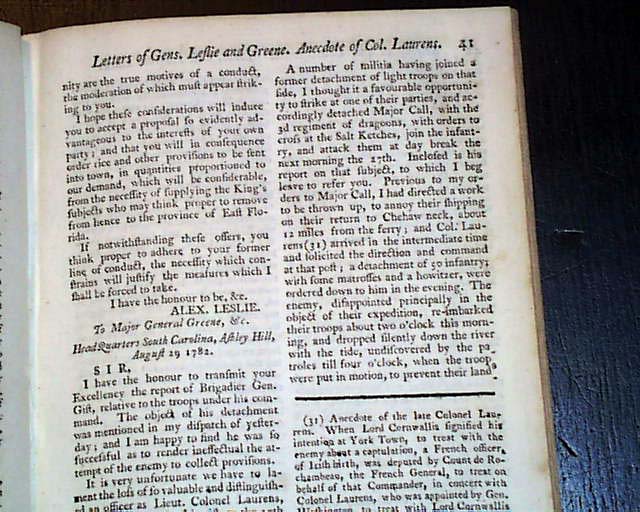 Letters of Gens. Leſlie and Greene. Anecdote of Col. Laurens. 41
nity are the true motives of a conduct,
the moderation of which muſt appear ſtrik-
ing to you.
I hope theſe conſiderations will induce
you to accept a propoſal ſo evidently ad-
vantageous to the intereſts of your own
party; and that you will in conſequence
order rice and other proviſions to be ſent
into town, in quantities proportioned to
our demand, which will be conſiderable,
from the neceſſity of ſupplying the King's
ſubjects who may think proper to remove
from hence to the province of Eaſt Flo-
rida.
If notwithſtanding theſe offers, you
think proper to adhere to your former
line of conduct, the neceſſity which con-
ſtrains will juſtify the meaſures which I
ſhall be forced to take.
I have the honour to be, &c.
ALEX. LESLIE.
To Major General Greene, &c.
Head Quarters South Carolina, Aſhley Hill,
Auguſt 29 1782.
SIR,
I have the honour to tranſmit your
Excellency the report of Brigadier Gen.
Giſt, relative to the troops under his com-
mand. The object of his detachment
was mentioned in my diſpatch of yeſter-
day; and I am happy to find he was ſo
ſucceſsful as to render ineffectual the at-
tempt of the enemy to collect proviſions.
It is very unfortunate we have to la-
ment the loſs of ſo valuable and diſtinguiſh-
ed an officer as Lieut. Colonel Laurens,
A number of militia having joined a
former detachment of light troops on that
ſide, I thought it a favourable opportuni-
ty to ſtrike at one of their parties, and ac-
cordingly detached Major Call, with the
3d regiment of dragoons, with orders to
croſs at the Salt Ketches, join the infant-
ry, and attack them at day break the
next morning the 27th. Incloſed is his
report on that ſubject, to which I beg
leave to refer you. Previous to my or-
ders to Major Call, I had directed a work
to be thrown up, to annoy their ſhipping
on their return to Chehaw neck, about
12 miles from the ferry; and Col. Lau-
rens(31) arrived in the intermediate time
and ſolicited the direction and command
at that poſt; a detachment of 50 infantry;
with ſome matroſſes and a howitzer, were
ordered down to him in the evening. The
enemy, diſappointed principally in the
object of their expedition, re-imbarked
their troops about two o'clock this morn-
ing, and dropped ſilently down the river
with the tide, undiſcovered by the pa-
troles till four o'clock, when the troop
were put in motion, to prevent their land
(31) Anecdote of the late Colonel Lau-
rens. When Lord Cornwallis ſignified his
intention at York Town, to treat with the
enemy about a capitulation, a French officer,
of Iriſh birth, was deputed by Count de Ro-
chambeau, the French General, to treat on
behalf of that Commander, in concert with
Colonel Laurens, who was appointed by Gen.
Waſhington, to treat with Lord Cornwallis